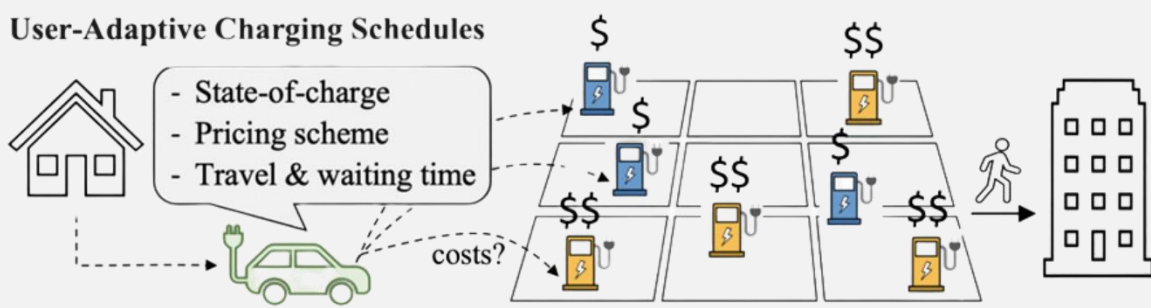 User-Adaptive Charging Schedules
- State-of-charge
- Pricing scheme
- Travel & waiting time
costs?
$
$$
$
$
$$
$$
$$